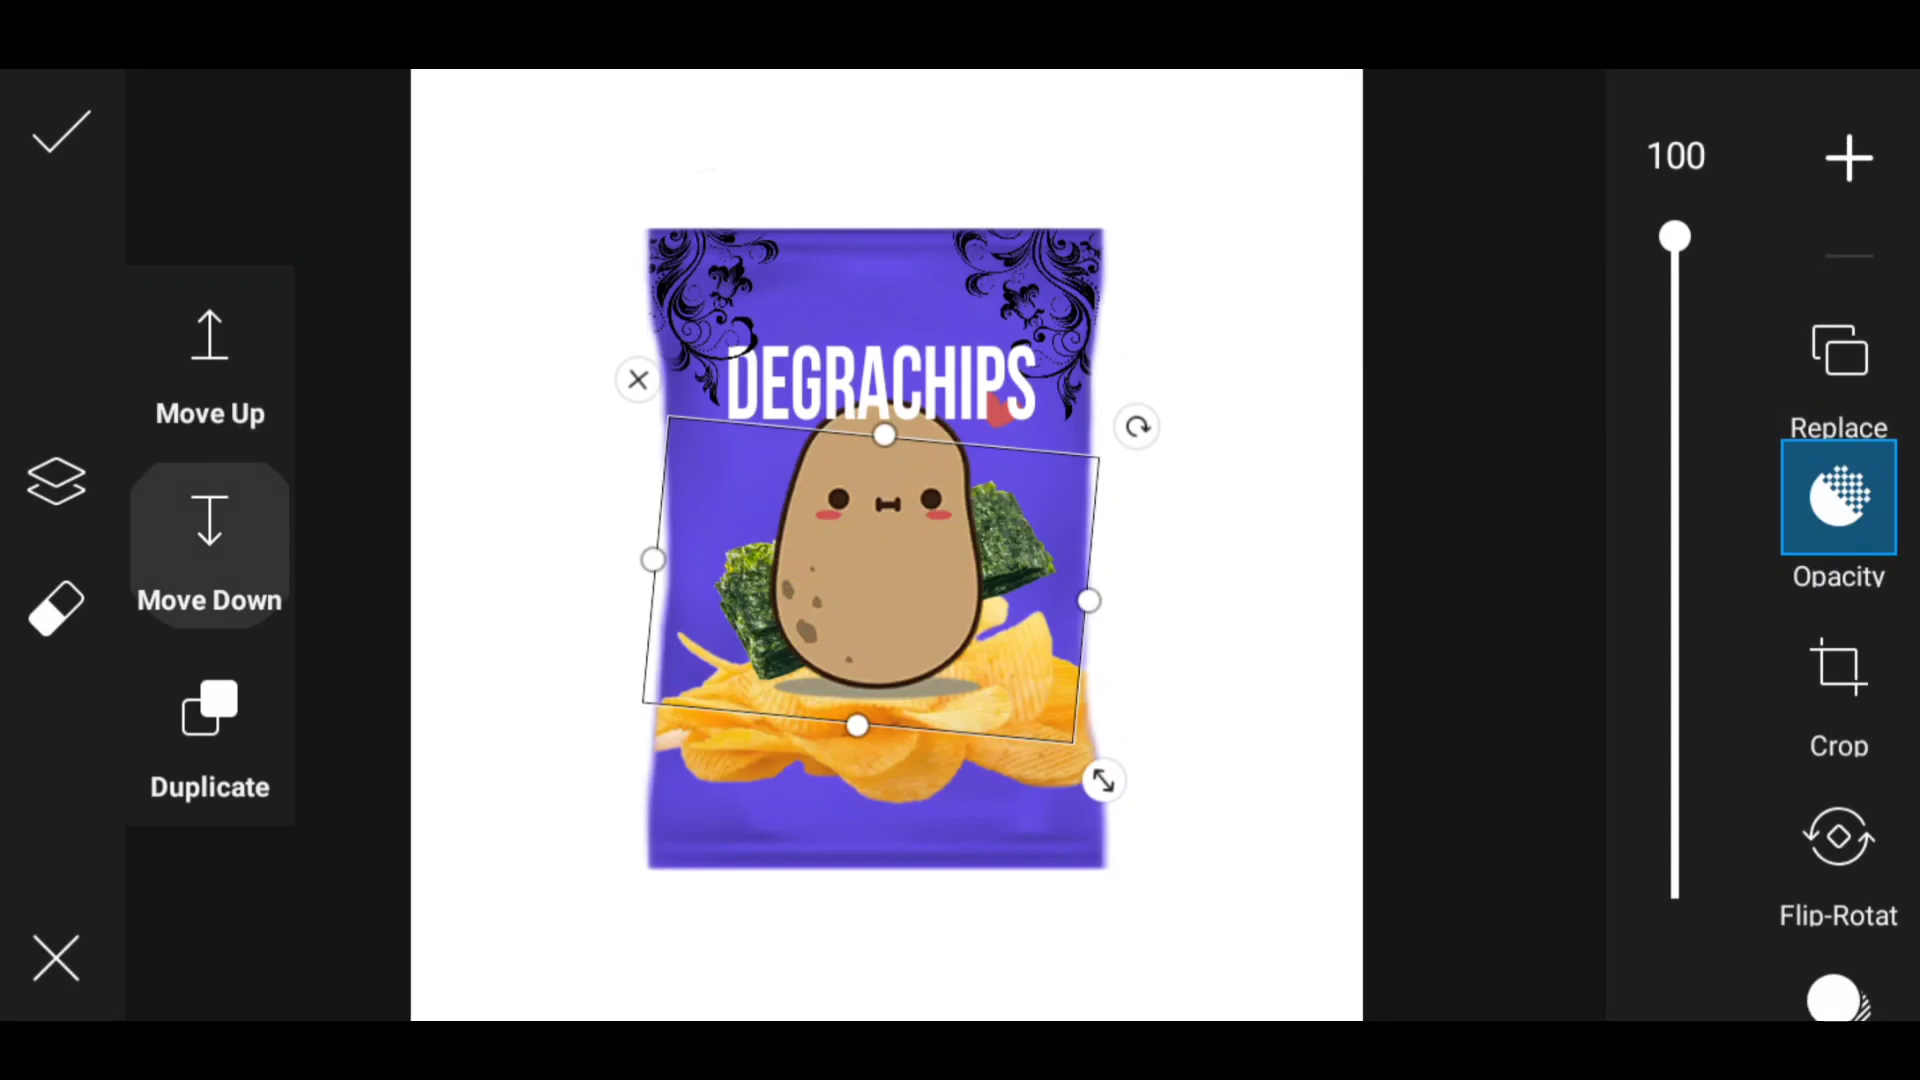 100
DEGRACHIPS
Move Up
Move Down
Duplicate
Replace
Opacity
Crop
Flip-Rotat